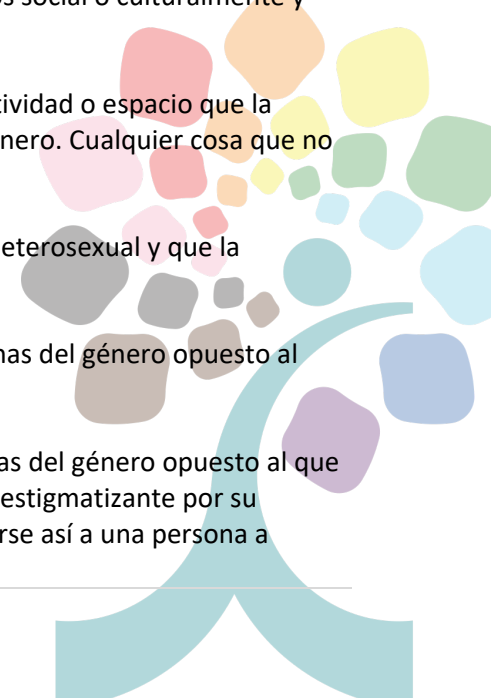 social o culturalmente y
tividad o espacio que la
nero. Cualquier cosa que no
eterosexual y que la
nas del género opuesto al
as del género opuesto al que
estigmatizante por su
rse así a una persona a